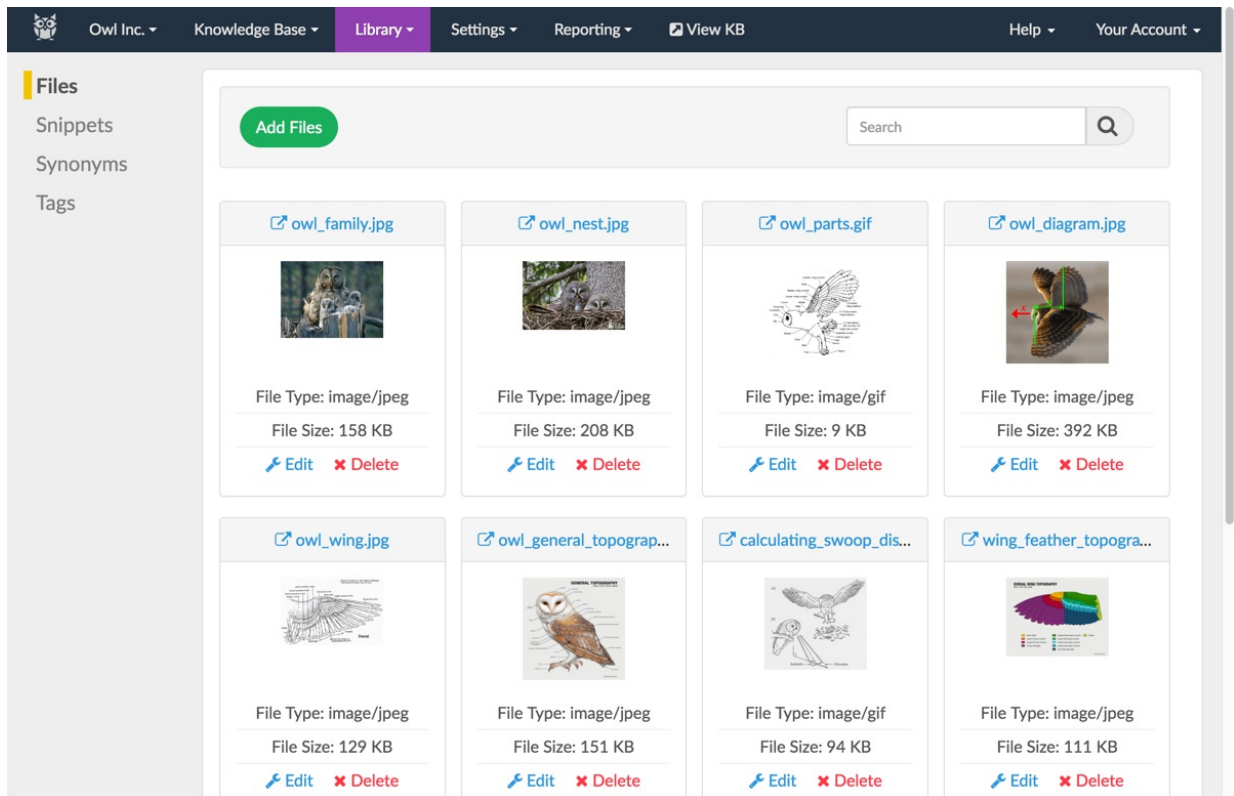 Owl Inc. Knowledge Base Library Settings Reporting View KB Help Your Account
Files
Snippets
Synonyms
Tags
Add Files
Search
owl_family.jpg owl_nest.jpg owl_parts.gif owl_diagram.jpg
File Type: image/jpeg File Type: image/jpeg File Type: image/gif File Type: image/jpeg
File Size: 158 KB File Size: 208 KB File Size: 9 KB File Size: 392 KB
Edit Delete Edit Delete Edit Delete Edit Delete
owl_wing.jpg owl_general_topograp... calculating_swoop_dis... wing_feather_topogra...
GENERAL TOPOGRAPHY
DORSAL WING TOPOGRAPHY
File Type: image/jpeg File Type: image/jpeg File Type: image/gif File Type: image/jpeg
File Size: 129 KB File Size: 151 KB File Size: 94 KB File Size: 111 KB
Edit Delete Edit Delete Edit Delete Edit Delete